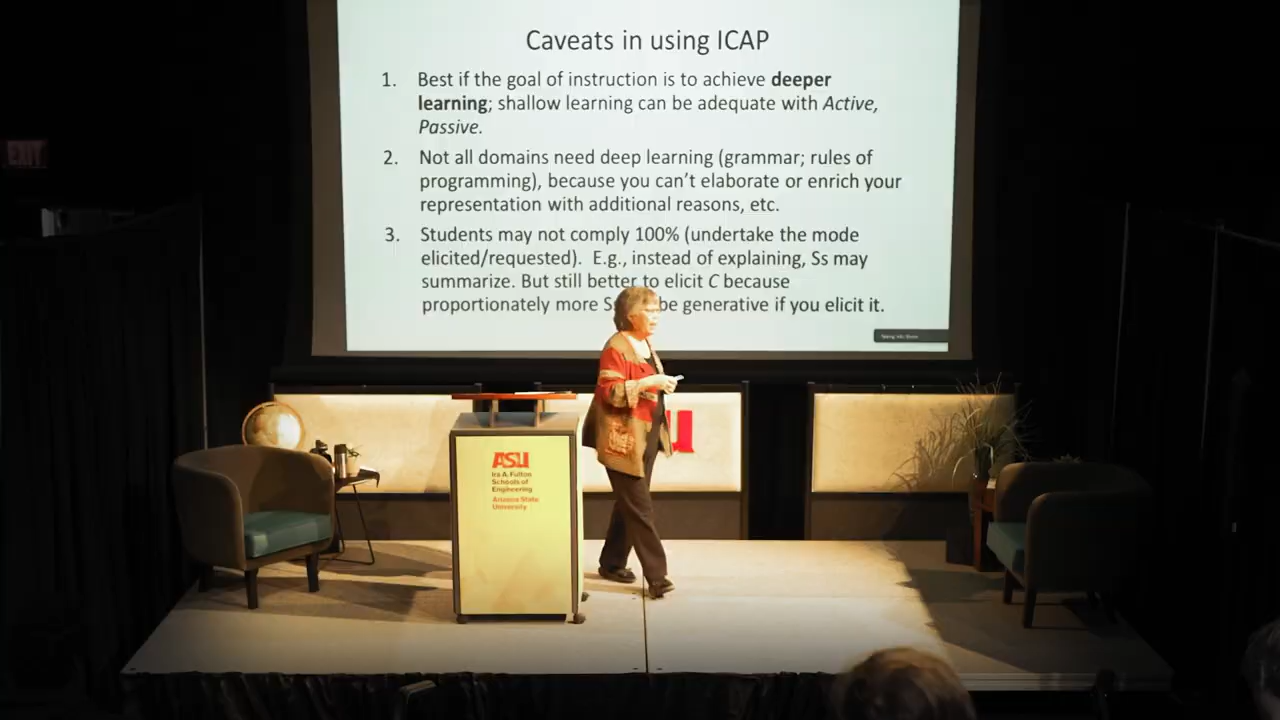 Caveats in using ICAP
1. Best if the goal of instruction is to achieve deeper
learning; shallow learning can be adequate with Active,
Passive.
2. Not all domains need deep learning (grammar; rules of
programming), because you can't elaborate or enrich your
representation with additional reasons, etc.
3. Students may not comply 100% (undertake the mode
elicited/requested). E.g., instead of explaining, Ss may
summarize. But still better to elicit C because
proportionately more be generative if you elicit it.
EXIT
ASU
Ira A. Fulton
Schools of
Engineering
Arizona State
University